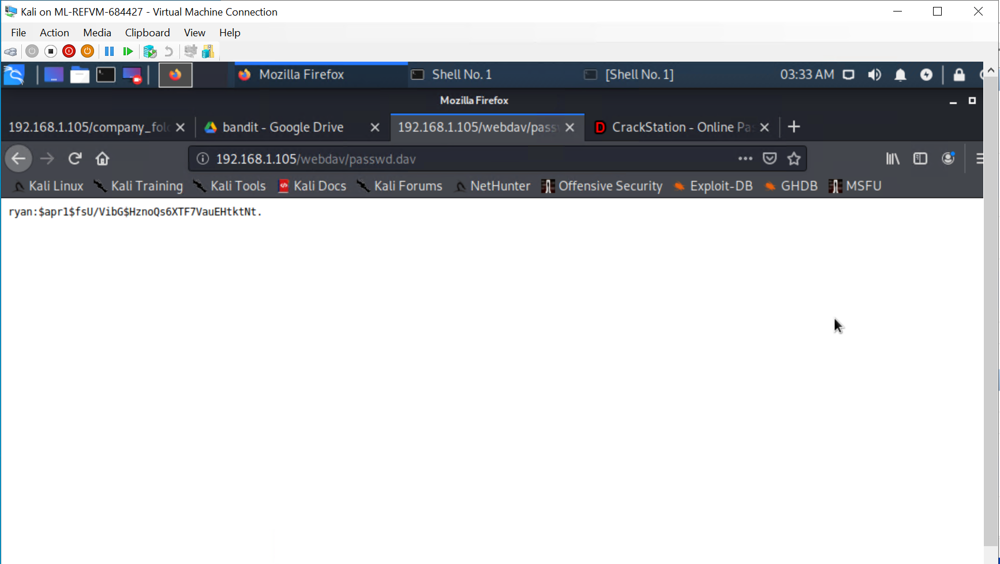 Kali on ML-REFVM-684427 - Virtual Machine Connection
File Action Media Clipboard View Help
Mozilla Firefox Shell No. 1 [Shell No. 1] 03:33 AM
Mozilla Firefox
192.168.1.105/company_fol bandit - Google Drive 192.168.1.105/webdav/pass CrackStation - Online Pa
192.168.1.105/webdav/passwd.dav
Kali Linux Kali Training Kali Tools Kali Docs Kali Forums NetHunter Offensive Security Exploit-DB GHDB MSFU
ryan:$apr1$fsU/VibG$HznoQs6XTF7VauEHtktNt.